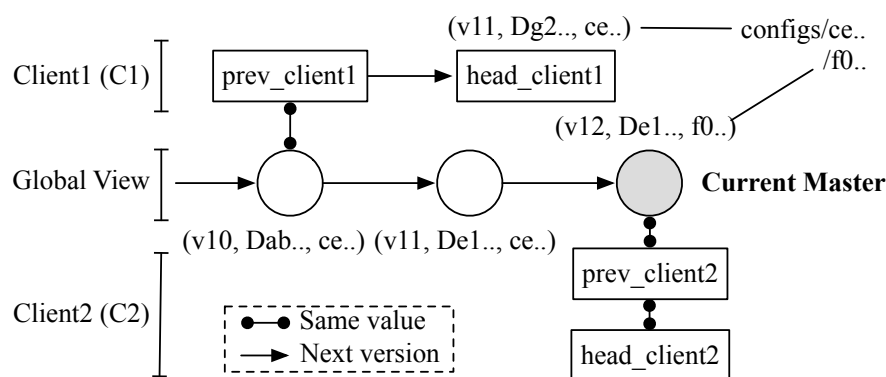 (v11, Dg2.., ce..)
configs/ce..
/f0..
Client1 (C1)
prev_client1
head_client1
(v12, De1.., f0..)
Global View
Current Master
(v10, Dab.., ce..)
(v11, De1.., ce..)
prev_client2
Client2 (C2)
Same value
Next version
head_client2